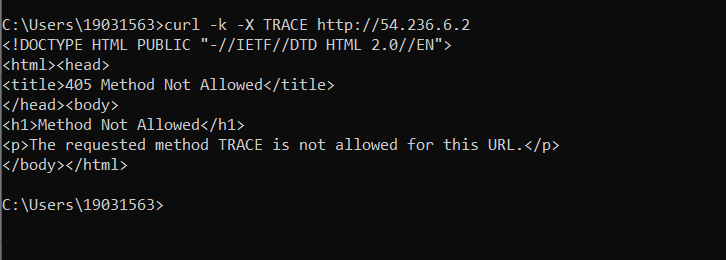 C:\Users\19031563>curl -k -X TRACE http://54.236.6.2
<!DOCTYPE HTML PUBLIC "-//IETF//DTD HTML 2.0//EN">
<html><head>
<title>405 Method Not Allowed</title>
</head><body>
<h1>Method Not Allowed</h1>
<p>The requested method TRACE is not allowed for this URL.</p>
</body></html>
C:\Users\19031563>